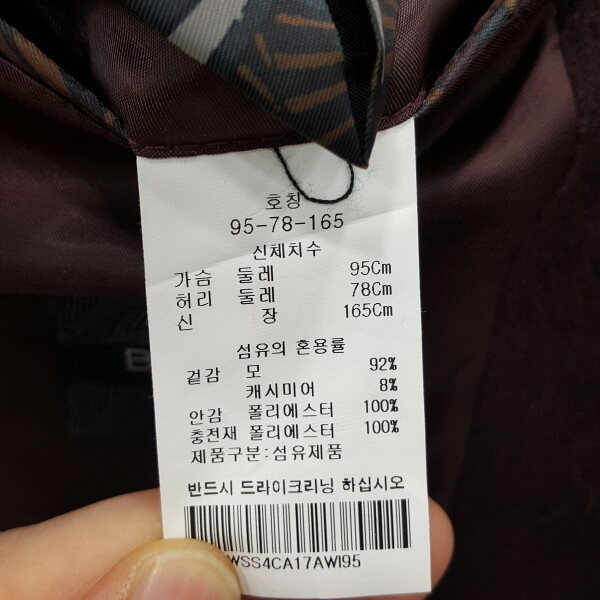 호칭
95-78-165
신체치수
가슴 둘레 95Cm
허리 둘레 78Cm
신 장 165Cm
섬유의 혼용률
겉감 모 92%
캐시미어 8%
안감 폴리에스터 100%
충전재 폴리에스터 100%
제품구분:섬유제품
반드시 드라이크리닝 하십시오
WSS4CA17AWI95
B